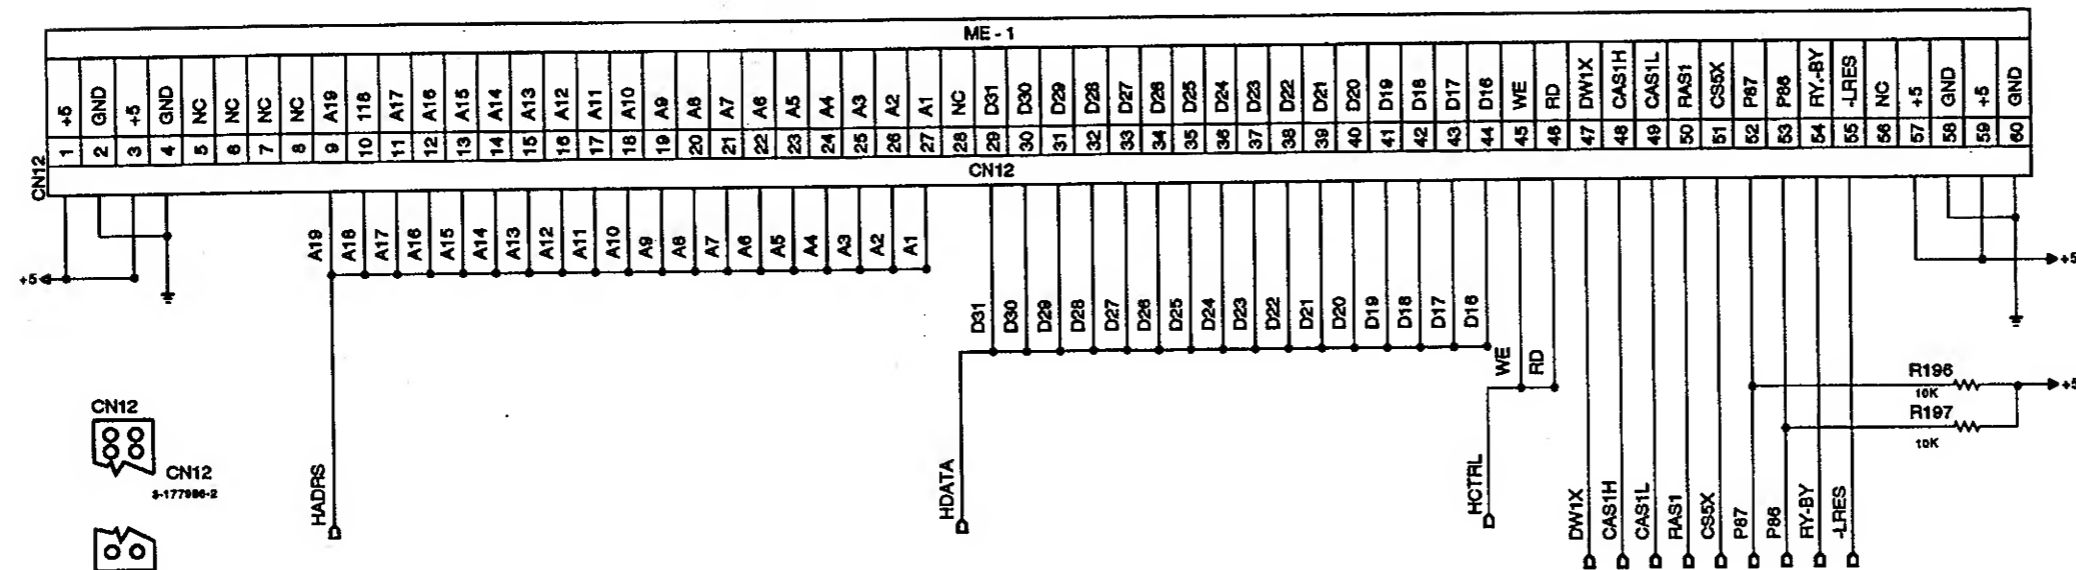 ME - 1
+5 GND +5 GND NC NC NC NC A19 118 A17 A16 A15 A14 A13 A12 A11 A10 A9 A8 A7 A6 A5 A4 A3 A2 A1 NC D31 D30 D29 D28 D27 D26 D25 D24 D23 D22 D21 D20 D19 D18 D17 D16 WE RD DW1X CAS1H CAS1L RAS1 CS5X P87 P86 RY-BY -LRES NC +5 GND +5 GND
1 2 3 4 5 6 7 8 9 10 11 12 13 14 15 16 17 18 19 20 21 22 23 24 25 26 27 28 29 30 31 32 33 34 35 36 37 38 39 40 41 42 43 44 45 46 47 48 49 50 51 52 53 54 55 56 57 58 59 60
CN12
CN12
A19 A18 A17 A16 A15 A14 A13 A12 A11 A10 A9 A8 A7 A6 A5 A4 A3 A2 A1
+5
+5
D31 D30 D29 D28 D27 D26 D25 D24 D23 D22 D21 D20 D19 D18 D17 D16
WE RD
R196
10K
+5
R197
10K
CN12
CN12
HADRS
HDATA
HCTRL
DW1X CAS1H CAS1L RAS1 CS5X P87 P86 RY-BY -LRES